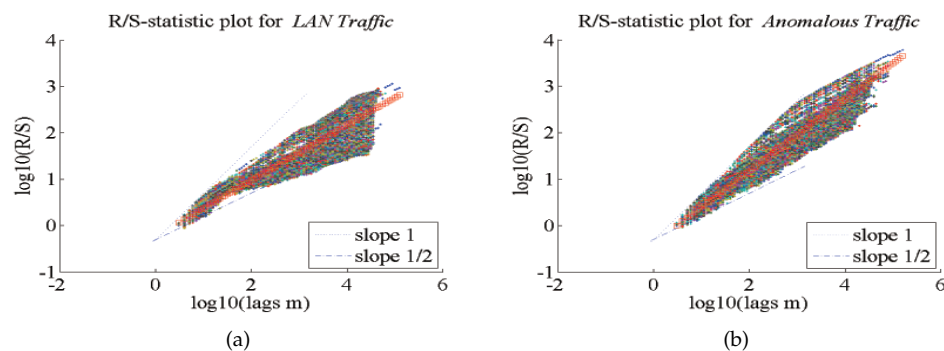 R/S-statistic plot for LAN Traffic
4
3
2
1
0
-1
log10(R/S)
-2
0
2
4
6
log10(lags m)
slope 1
slope 1/2
(a)
R/S-statistic plot for Anomalous Traffic
4
3
2
1
0
-1
log10(R/S)
-2
0
2
4
6
log10(lags m)
slope 1
slope 1/2
(b)